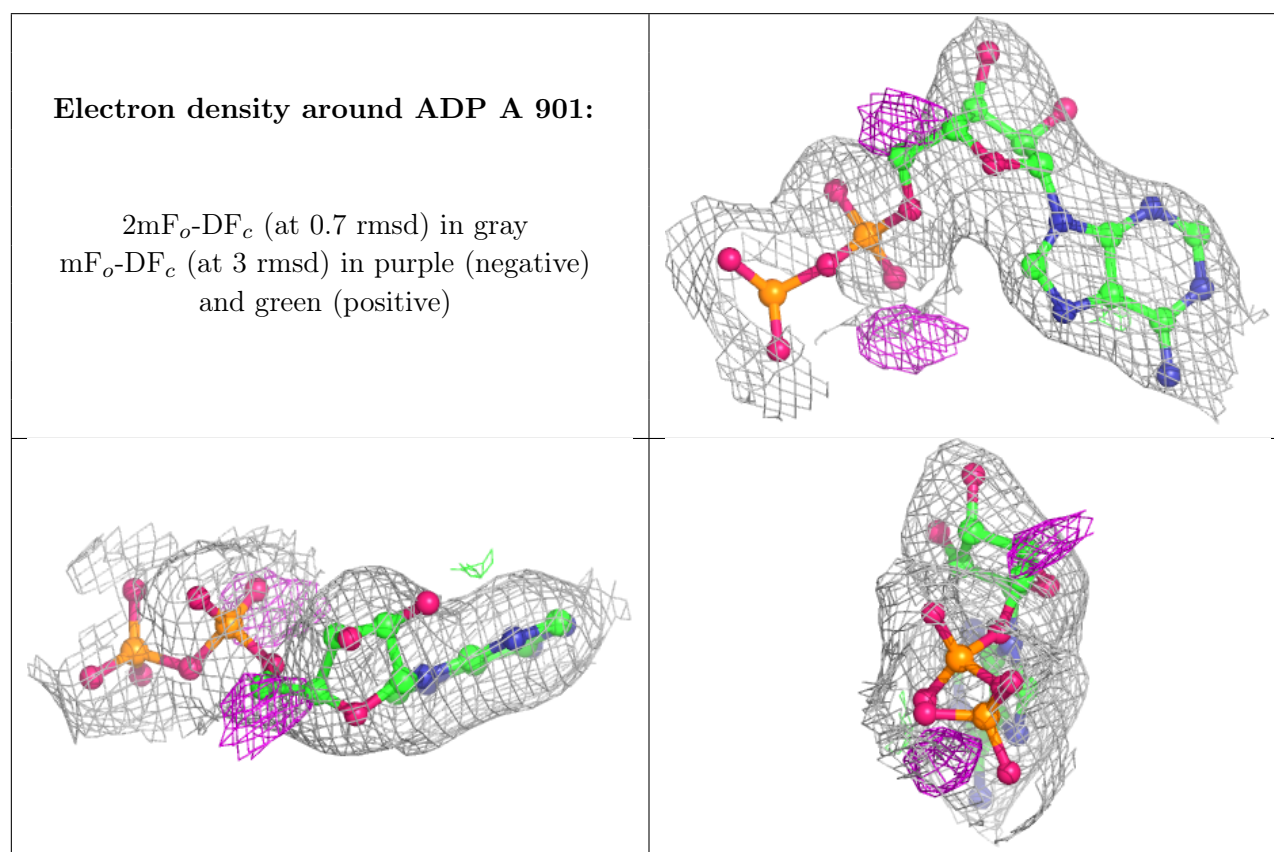 Electron density around ADP A 901:
2mFo-DFc (at 0.7 rmsd) in gray
mFo-DFc (at 3 rmsd) in purple (negative)
and green (positive)